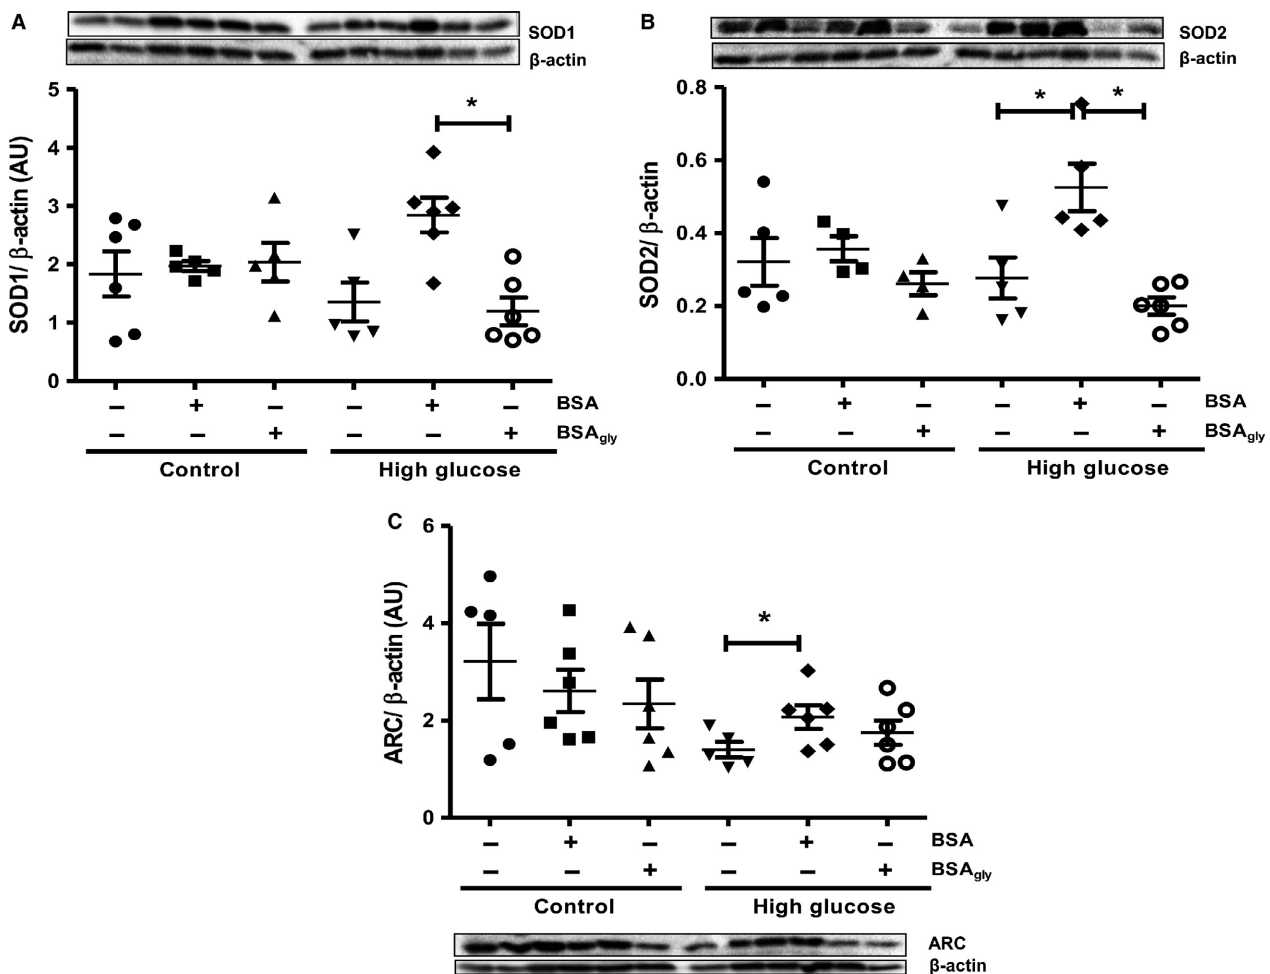 A
SOD1
β-actin
SOD1/ β-actin (AU)
5
4
3
2
1
0
*
– + – – + – BSA
– – + – – + BSAgly
Control High glucose
B
SOD2
β-actin
SOD2/ β-actin
0.8
0.6
0.4
0.2
0.0
* *
– + – – + – BSA
– – + – – + BSAgly
Control High glucose
C
ARC/ β-actin (AU)
6
4
2
0
*
– + – – + – BSA
– – + – – + BSAgly
Control High glucose
ARC
β-actin